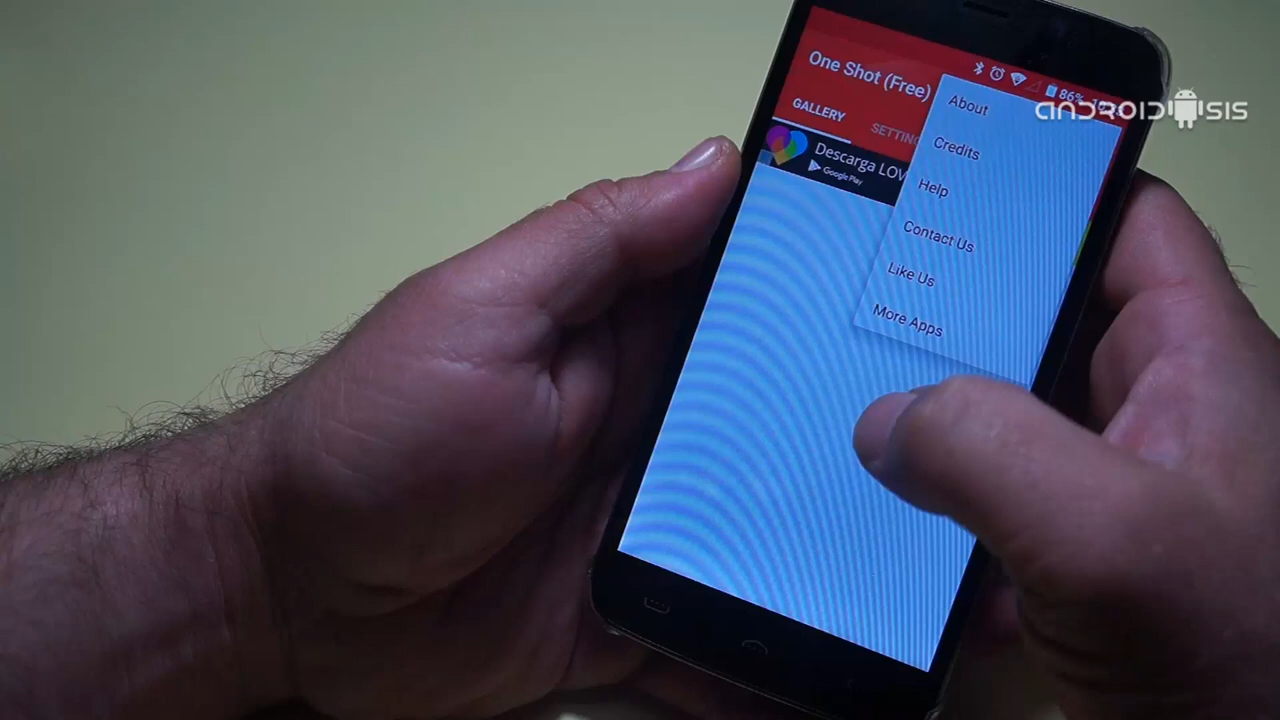 One Shot (Free)
86%
ANDROIDSIS
GALLERY
Descarga LOV
Google Play
About
Credits
Help
Contact Us
Like Us
More Apps